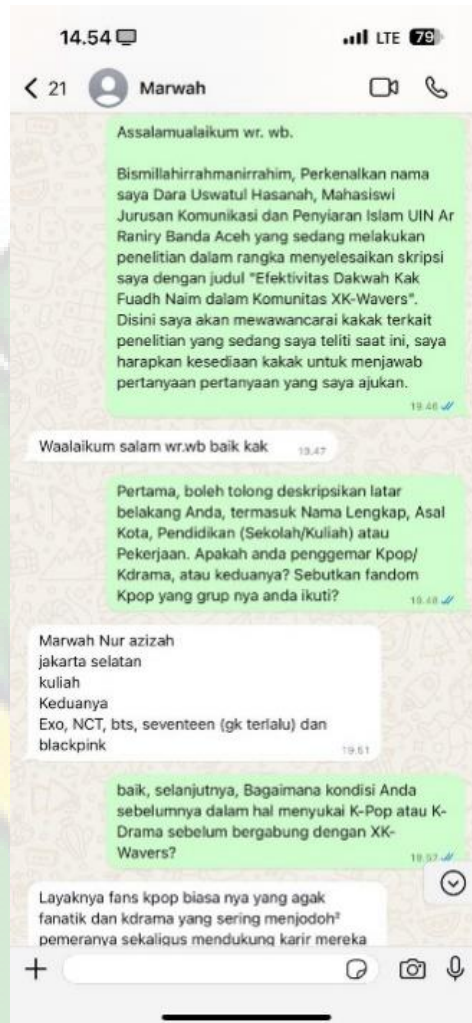 14.54
LTE 79
21 Marwah
Assalamualaikum wr. wb.
Bismillahirrahmanirrahim, Perkenalkan nama
saya Dara Uswatul Hasanah, Mahasiswi
Jurusan Komunikasi dan Penyiaran Islam UIN Ar
Raniry Banda Aceh yang sedang melakukan
penelitian dalam rangka menyelesaikan skripsi
saya dengan judul "Efektivitas Dakwah Kak
Fuadh Naim dalam Komunitas XK-Wavers".
Disini saya akan mewawancarai kakak terkait
penelitian yang sedang saya teliti saat ini, saya
harapkan kesediaan kakak untuk menjawab
pertanyaan pertanyaan yang saya ajukan.
19.46
Waalaikum salam wr.wb baik kak
19.47
Pertama, boleh tolong deskripsikan latar
belakang Anda, termasuk Nama Lengkap, Asal
Kota, Pendidikan (Sekolah/Kuliah) atau
Pekerjaan. Apakah anda penggemar Kpop/
Kdrama, atau keduanya? Sebutkan fandom
Kpop yang grup nya anda ikuti?
19.48
Marwah Nur azizah
jakarta selatan
kuliah
Keduanya
Exo, NCT, bts, seventeen (gk terlalu) dan
blackpink
19.51
baik, selanjutnya, Bagaimana kondisi Anda
sebelumnya dalam hal menyukai K-Pop atau K-
Drama sebelum bergabung dengan XK-
Wavers?
19.57
Layaknya fans kpop biasa nya yang agak
fanatik dan kdrama yang sering menjodoh²
pemeranya sekaligus mendukung karir mereka